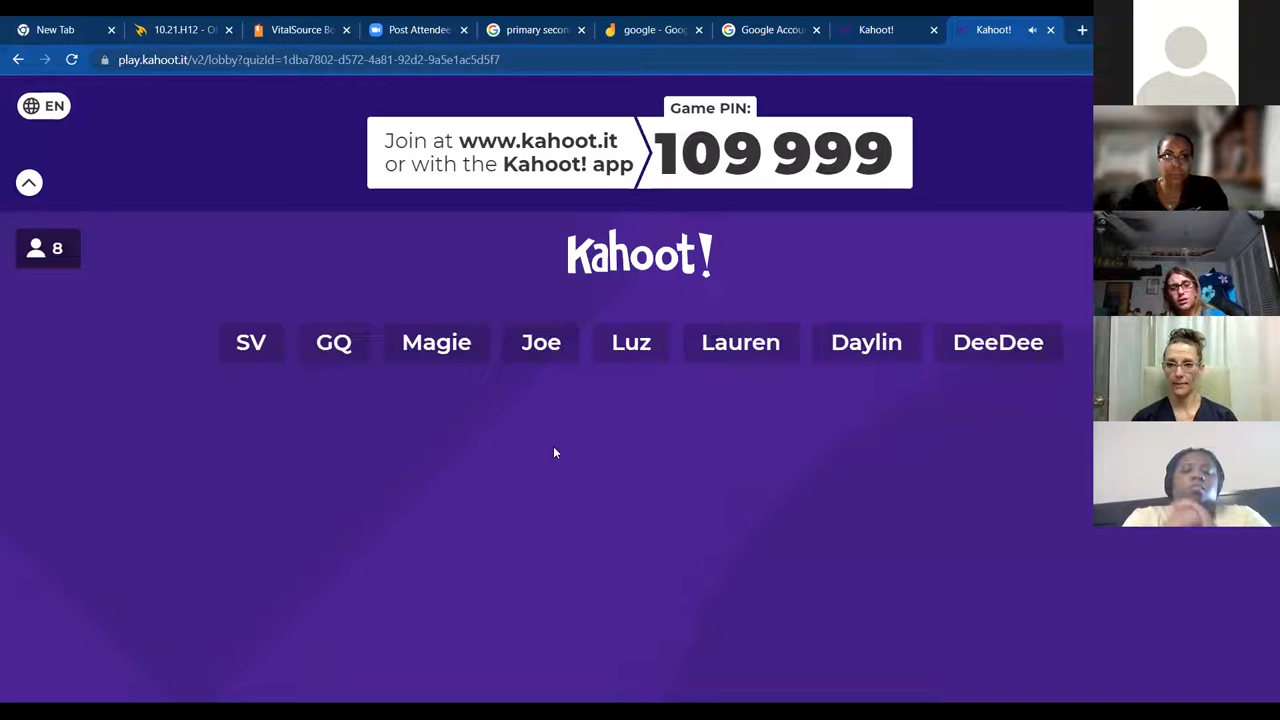 New Tab
10.21.H12 - O
VitalSource Bo
Post Attendee
primary secon
google - Goog
Google Accou
Kahoot!
Kahoot!
play.kahoot.it/v2/lobby?quizId=1dba7802-d572-4a81-92d2-9a5e1ac5d5f7
EN
Game PIN:
Join at www.kahoot.it
or with the Kahoot! app
109 999
8
Kahoot!
SV GQ Magie Joe Luz Lauren Daylin DeeDee